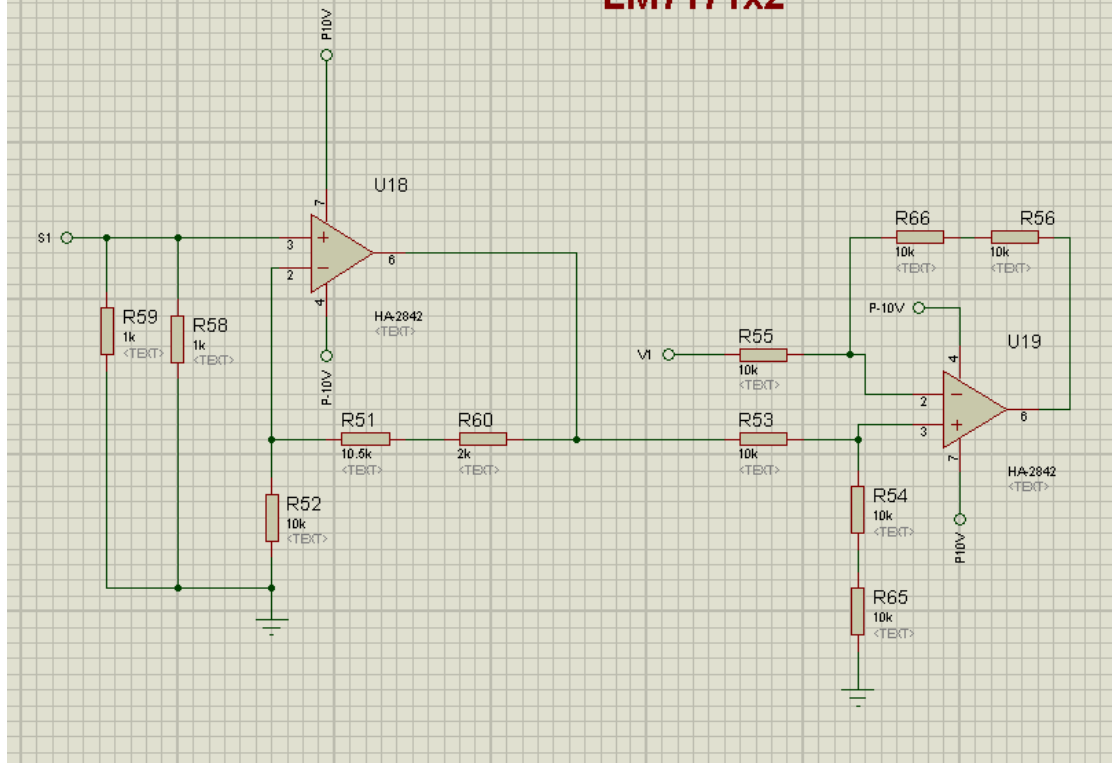 LM7171x2
P10V
U18
S1
7
3
2
6
4
HA-2842
<TEXT>
P-10V
R59
1k
<TEXT>
R58
1k
<TEXT>
R51
10.5k
<TEXT>
R60
2k
<TEXT>
R52
10k
<TEXT>
R66
10k
<TEXT>
R56
10k
<TEXT>
P-10V
U19
V1
R55
10k
<TEXT>
4
2
3
6
7
R53
10k
<TEXT>
HA-2842
<TEXT>
R54
10k
<TEXT>
P10V
R65
10k
<TEXT>